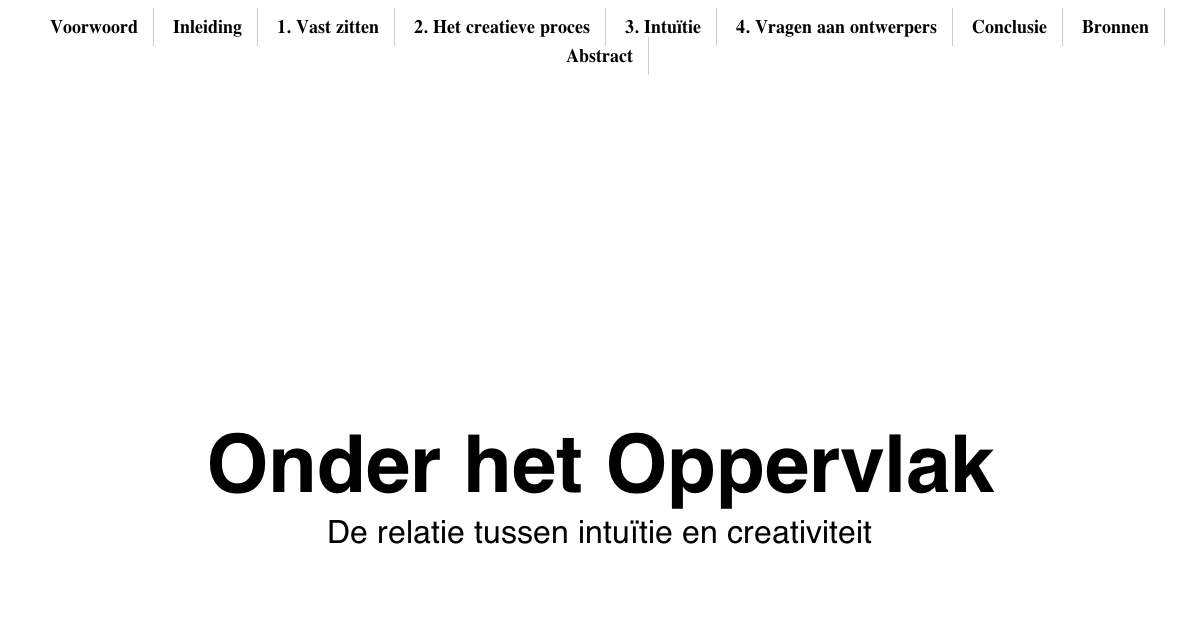 Voorwoord Inleiding 1. Vast zitten 2. Het creatieve proces 3. Intuïtie 4. Vragen aan ontwerpers Conclusie Bronnen
Abstract
Onder het Oppervlak
De relatie tussen intuïtie en creativiteit